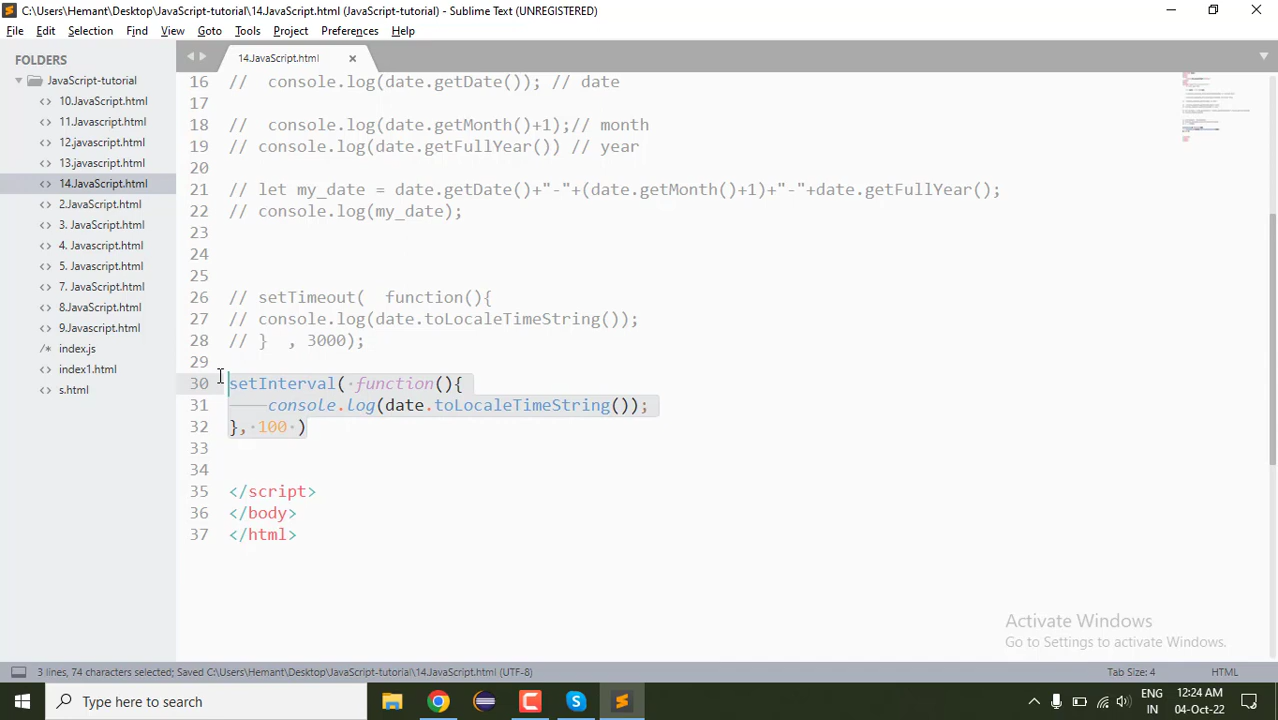 C:\Users\Hemant\Desktop\JavaScript-tutorial\14.JavaScript.html (JavaScript-tutorial) - Sublime Text (UNREGISTERED)
File Edit Selection Find View Goto Tools Project Preferences Help
FOLDERS
JavaScript-tutorial
10.JavaScript.html
11.JavaScript.html
12.javascript.html
13.javascript.html
14.JavaScript.html
2.JavaScript.html
3. Javascript.html
4. Javascript.html
5. Javascript.html
7. JavaScript.html
8.JavaScript.html
9.Javascript.html
index.js
index1.html
s.html
14.JavaScript.html
16 //  console.log(date.getDate()); // date
17
18 //  console.log(date.getMonth()+1);// month
19 // console.log(date.getFullYear()) // year
20
21 // let my_date = date.getDate()+"-"+(date.getMonth()+1)+"-"+date.getFullYear();
22 // console.log(my_date);
23
24
25
26 // setTimeout(  function(){
27 // console.log(date.toLocaleTimeString());
28 // }  , 3000);
29
30 setInterval( function(){
31     console.log(date.toLocaleTimeString());
32 }, 100 )
33
34
35 </script>
36 </body>
37 </html>
Activate Windows
Go to Settings to activate Windows.
3 lines, 74 characters selected; Saved C:\Users\Hemant\Desktop\JavaScript-tutorial\14.JavaScript.html (UTF-8) Tab Size: 4 HTML
Type here to search
ENG
IN
12:24 AM
04-Oct-22